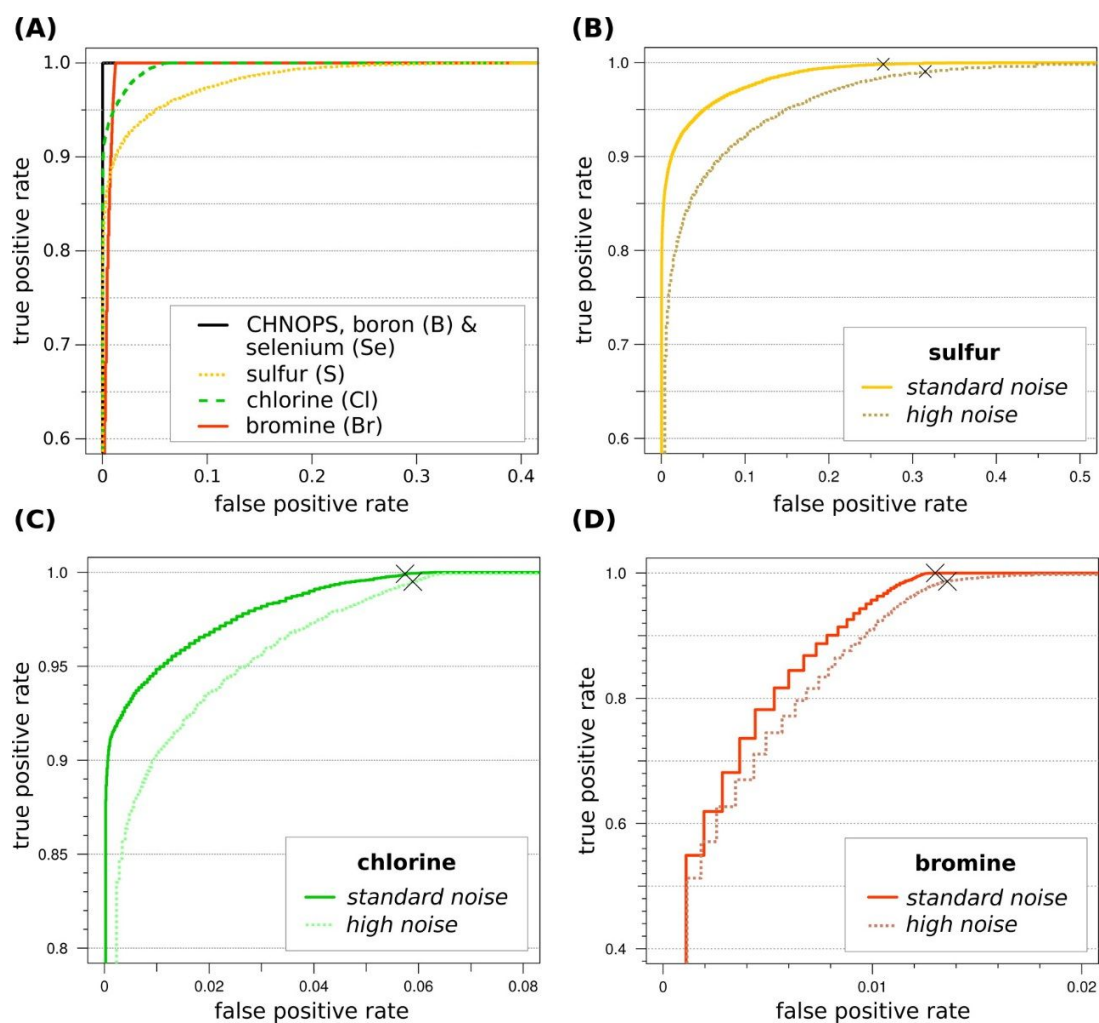 (A)
1.0
0.9
0.8
0.7
0.6
true positive rate
CHNOPS, boron (B) &
selenium (Se)
sulfur (S)
chlorine (Cl)
bromine (Br)
0 0.1 0.2 0.3 0.4
false positive rate
(B)
1.0
0.9
0.8
0.7
0.6
true positive rate
sulfur
standard noise
high noise
0 0.1 0.2 0.3 0.4 0.5
false positive rate
(C)
1.0
0.95
0.9
0.85
0.8
true positive rate
chlorine
standard noise
high noise
0 0.02 0.04 0.06 0.08
false positive rate
(D)
1.0
0.8
0.6
0.4
true positive rate
bromine
standard noise
high noise
0 0.01 0.02
false positive rate